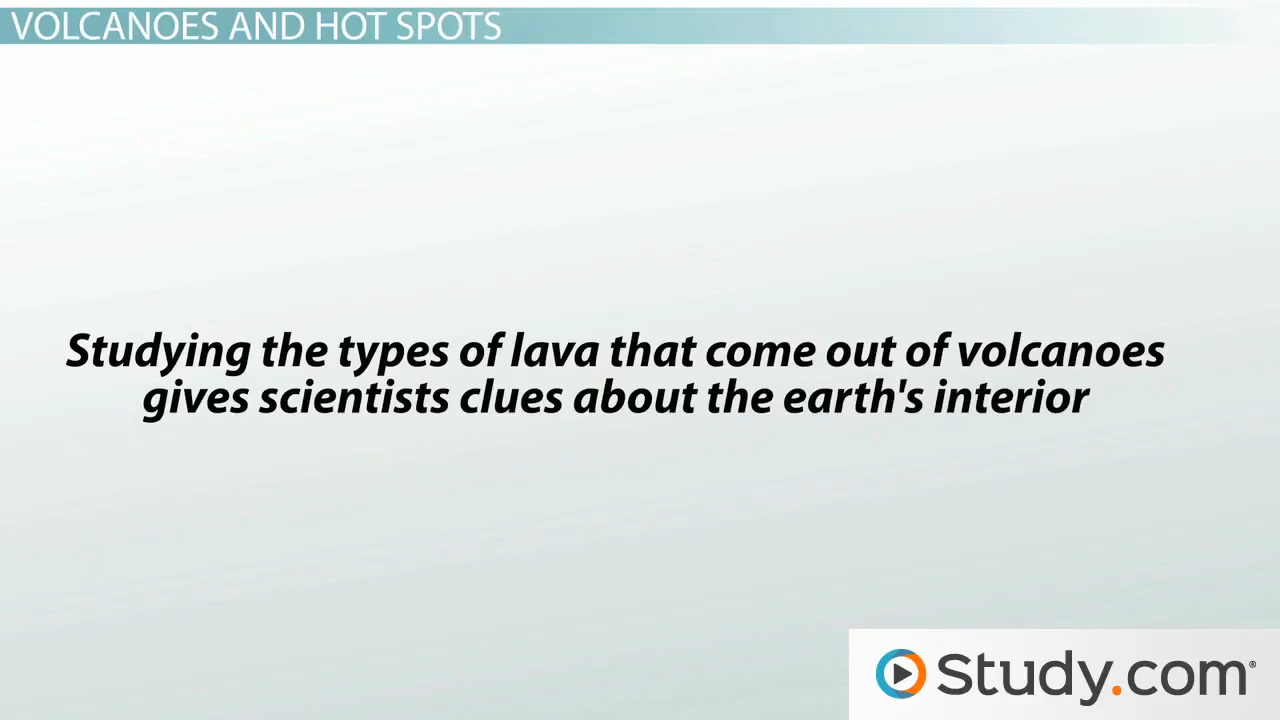 VOLCANOES AND HOT SPOTS
Studying the types of lava that come out of volcanoes
gives scientists clues about the earth's interior
Study.com®